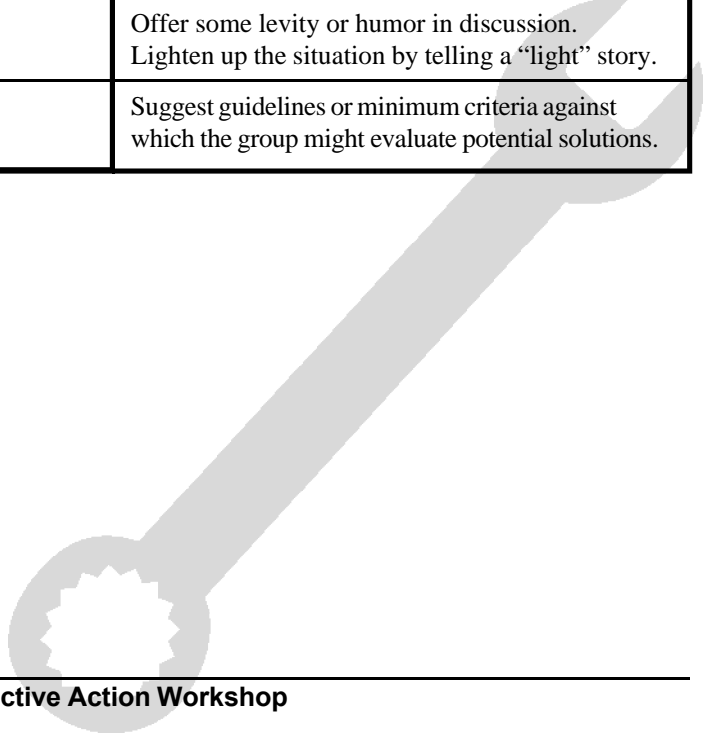 Offer some levity or humor in discussion.
Lighten up the situation by telling a “light” story.
Suggest guidelines or minimum criteria against
which the group might evaluate potential solutions.
ctive Action Workshop